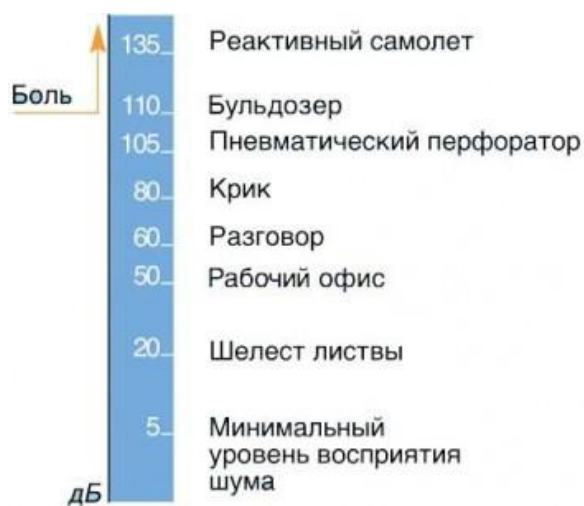 135 Реактивный самолет
Боль
110 Бульдозер
105 Пневматический перфоратор
80 Крик
60 Разговор
50 Рабочий офис
20 Шелест листвы
5 Минимальный
уровень восприятия
шума
дБ